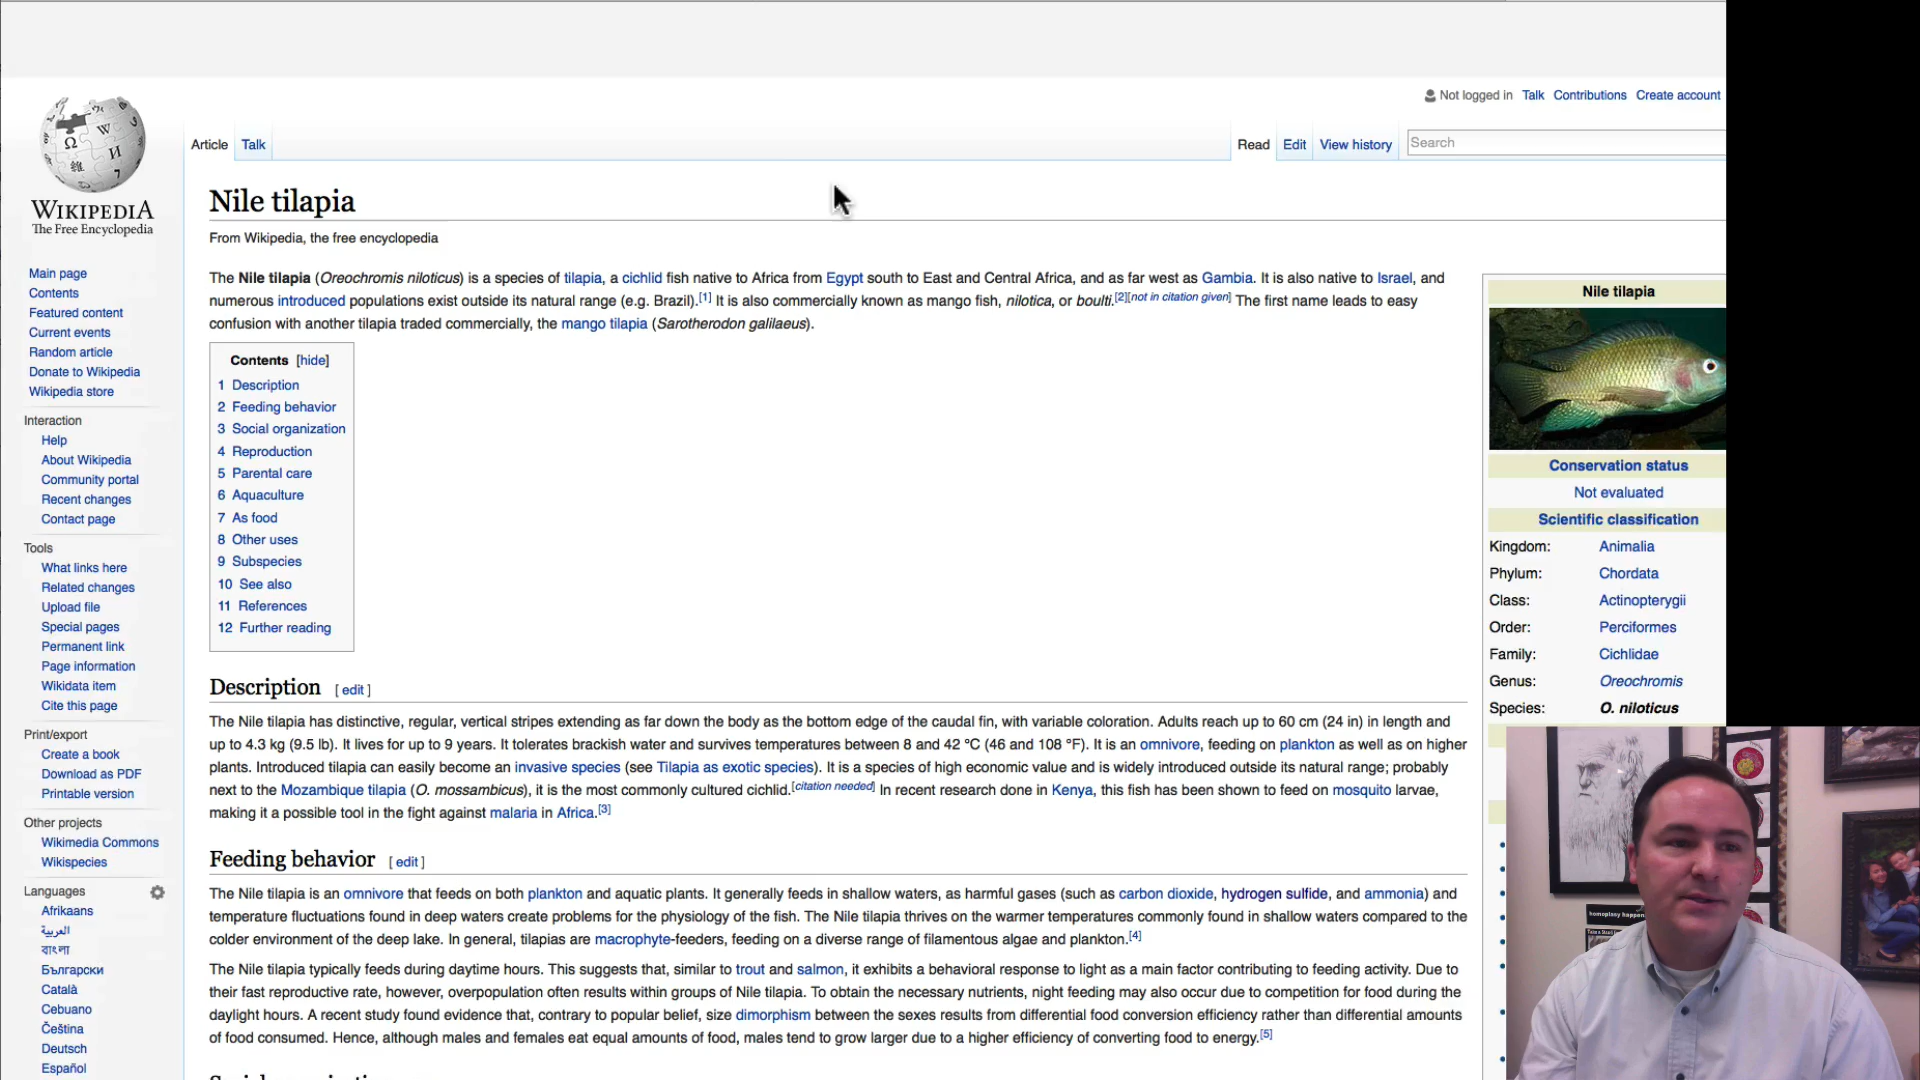 Not logged in Talk Contributions Create account
Article Talk
Read Edit View history Search
WIKIPEDIA
The Free Encyclopedia
Main page
Contents
Featured content
Current events
Random article
Donate to Wikipedia
Wikipedia store
Interaction
Help
About Wikipedia
Community portal
Recent changes
Contact page
Tools
What links here
Related changes
Upload file
Special pages
Permanent link
Page information
Wikidata item
Cite this page
Print/export
Create a book
Download as PDF
Printable version
Other projects
Wikimedia Commons
Wikispecies
Languages
Afrikaans
العربية
বাংলা
Български
Català
Cebuano
Čeština
Deutsch
Español
Nile tilapia
From Wikipedia, the free encyclopedia
The Nile tilapia (Oreochromis niloticus) is a species of tilapia, a cichlid fish native to Africa from Egypt south to East and Central Africa, and as far west as Gambia. It is also native to Israel, and
numerous introduced populations exist outside its natural range (e.g. Brazil).[1] It is also commercially known as mango fish, nilotica, or boulti.[2][not in citation given] The first name leads to easy
confusion with another tilapia traded commercially, the mango tilapia (Sarotherodon galilaeus).
Contents [hide]
1 Description
2 Feeding behavior
3 Social organization
4 Reproduction
5 Parental care
6 Aquaculture
7 As food
8 Other uses
9 Subspecies
10 See also
11 References
12 Further reading
Description [ edit ]
The Nile tilapia has distinctive, regular, vertical stripes extending as far down the body as the bottom edge of the caudal fin, with variable coloration. Adults reach up to 60 cm (24 in) in length and
up to 4.3 kg (9.5 lb). It lives for up to 9 years. It tolerates brackish water and survives temperatures between 8 and 42 °C (46 and 108 °F). It is an omnivore, feeding on plankton as well as on higher
plants. Introduced tilapia can easily become an invasive species (see Tilapia as exotic species). It is a species of high economic value and is widely introduced outside its natural range; probably
next to the Mozambique tilapia (O. mossambicus), it is the most commonly cultured cichlid.[citation needed] In recent research done in Kenya, this fish has been shown to feed on mosquito larvae,
making it a possible tool in the fight against malaria in Africa.[3]
Feeding behavior [ edit ]
The Nile tilapia is an omnivore that feeds on both plankton and aquatic plants. It generally feeds in shallow waters, as harmful gases (such as carbon dioxide, hydrogen sulfide, and ammonia) and
temperature fluctuations found in deep waters create problems for the physiology of the fish. The Nile tilapia thrives on the warmer temperatures commonly found in shallow waters compared to the
colder environment of the deep lake. In general, tilapias are macrophyte-feeders, feeding on a diverse range of filamentous algae and plankton.[4]
The Nile tilapia typically feeds during daytime hours. This suggests that, similar to trout and salmon, it exhibits a behavioral response to light as a main factor contributing to feeding activity. Due to
their fast reproductive rate, however, overpopulation often results within groups of Nile tilapia. To obtain the necessary nutrients, night feeding may also occur due to competition for food during the
daylight hours. A recent study found evidence that, contrary to popular belief, size dimorphism between the sexes results from differential food conversion efficiency rather than differential amounts
of food consumed. Hence, although males and females eat equal amounts of food, males tend to grow larger due to a higher efficiency of converting food to energy.[5]
Nile tilapia
Conservation status
Not evaluated
Scientific classification
Kingdom: Animalia
Phylum: Chordata
Class: Actinopterygii
Order: Perciformes
Family: Cichlidae
Genus: Oreochromis
Species: O. niloticus
homoplasy happens